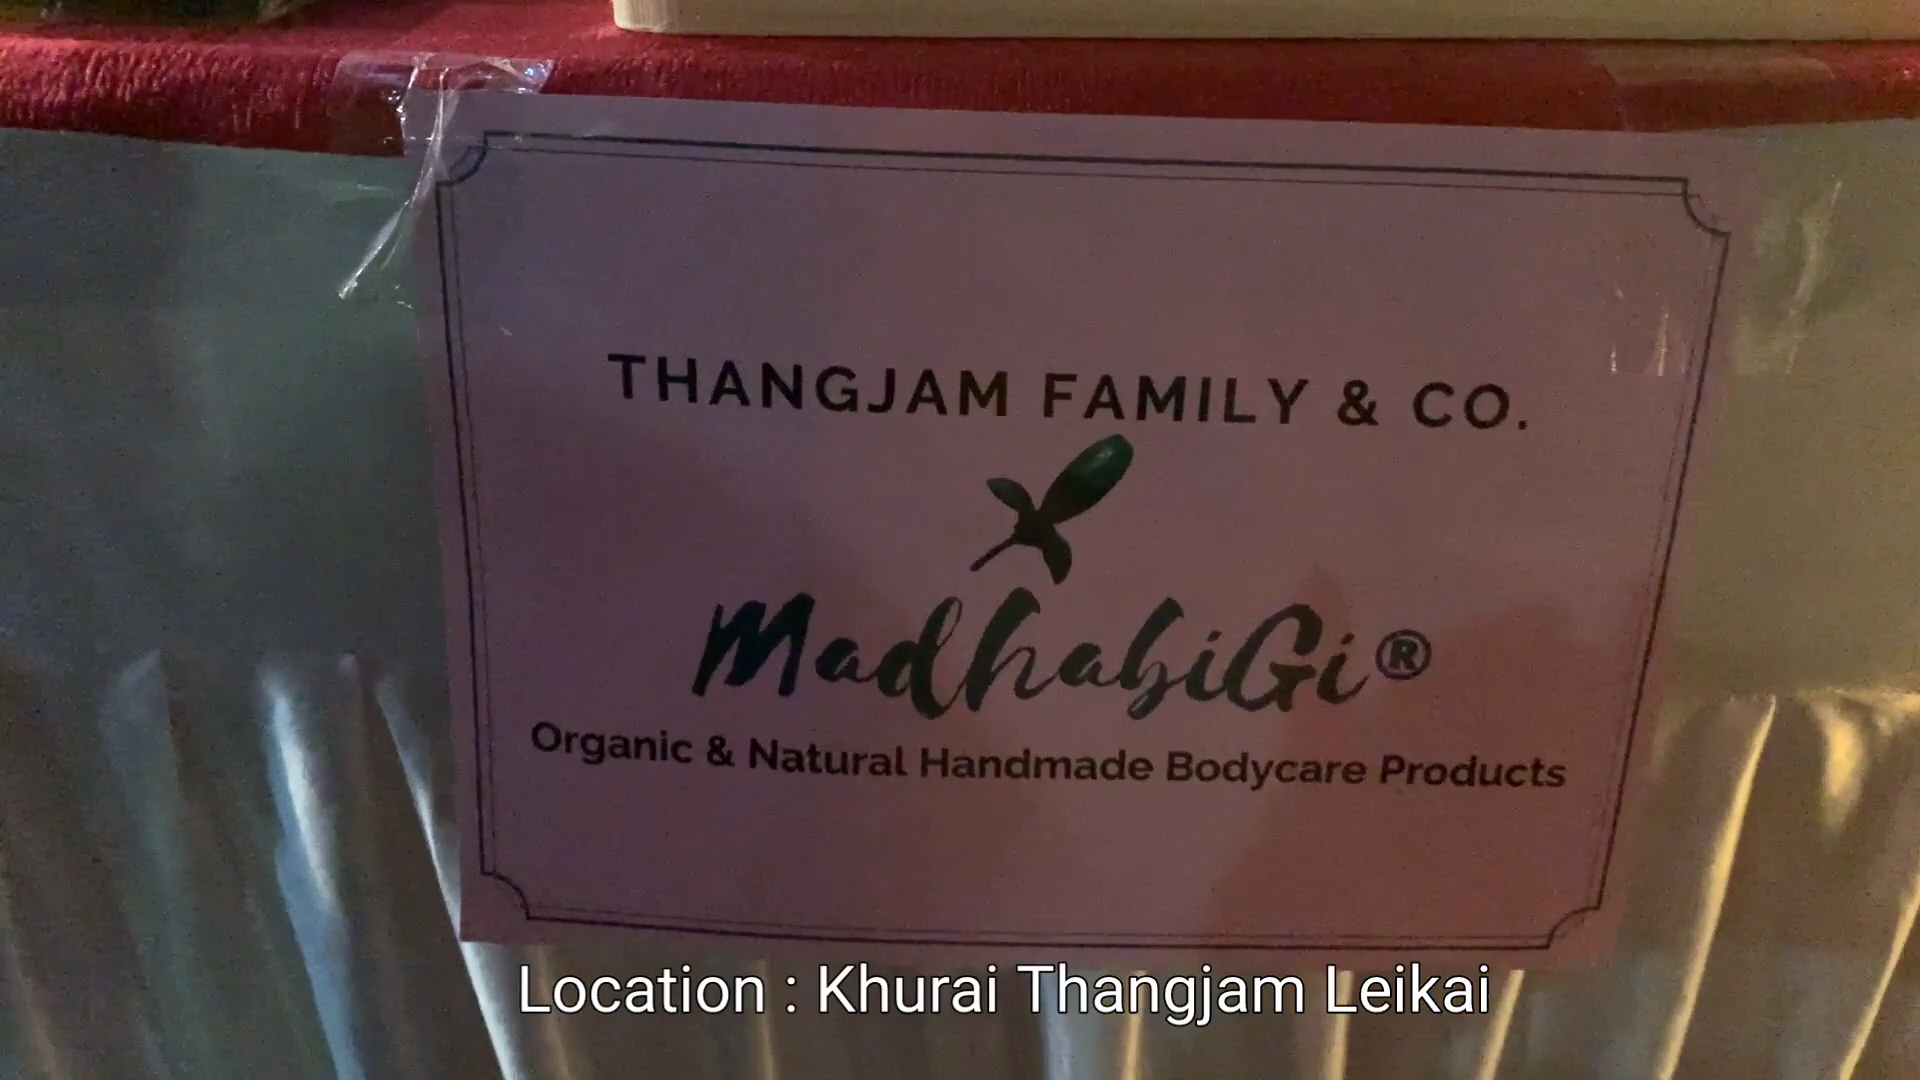 THANGJAM FAMILY & CO.
MadhabiGi®
Organic & Natural Handmade Bodycare Products
Location : Khurai Thangjam Leikai